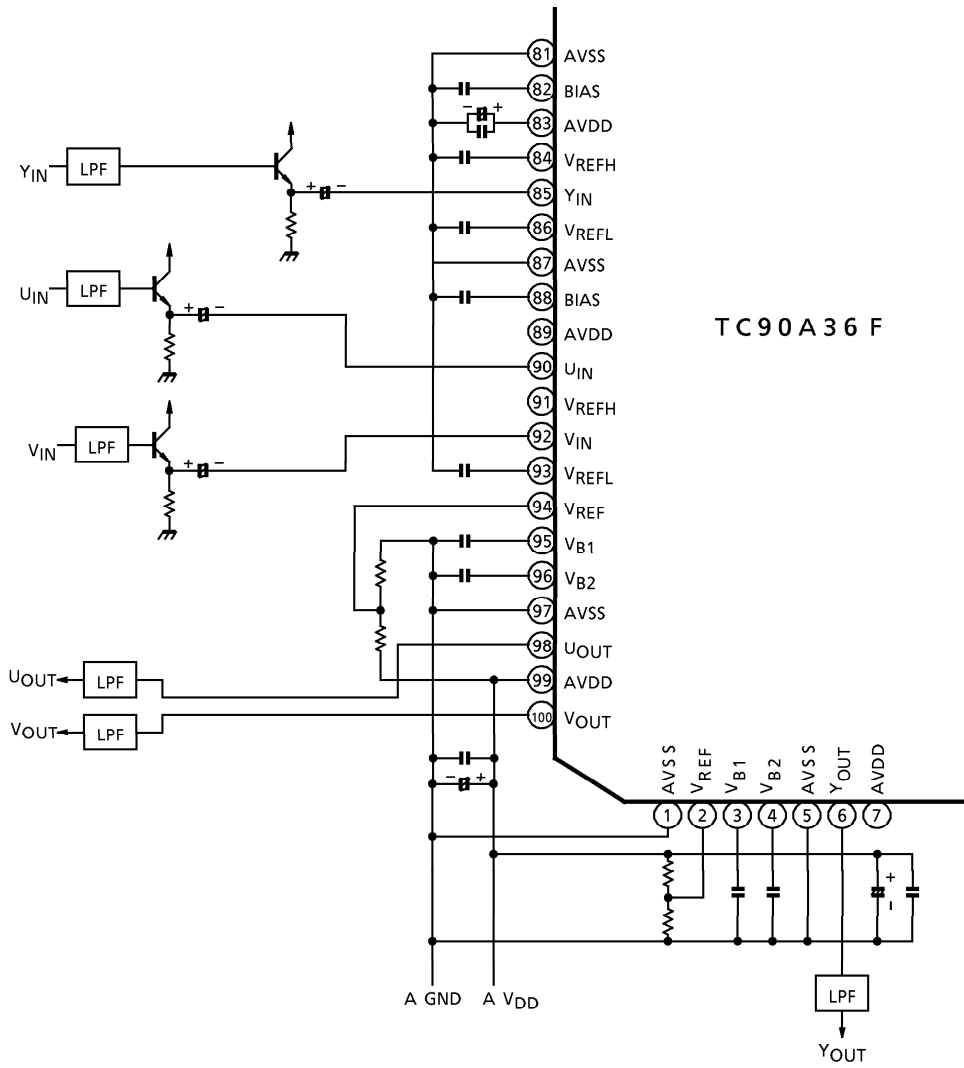 81 AVSS
82 BIAS
− + 83 AVDD
84 VREFH
YIN LPF + − 85 YIN
86 VREFL
87 AVSS
UIN LPF 88 BIAS
+ − 89 AVDD
TC90A36F
90 UIN
91 VREFH
VIN LPF 92 VIN
+ − 93 VREFL
94 VREF
95 VB1
96 VB2
97 AVSS
98 UOUT
UOUT LPF 99 AVDD
VOUT LPF 100 VOUT
− +
AVSS VREF VB1 VB2 AVSS YOUT AVDD
1 2 3 4 5 6 7
+
−
A GND A VDD
LPF
YOUT